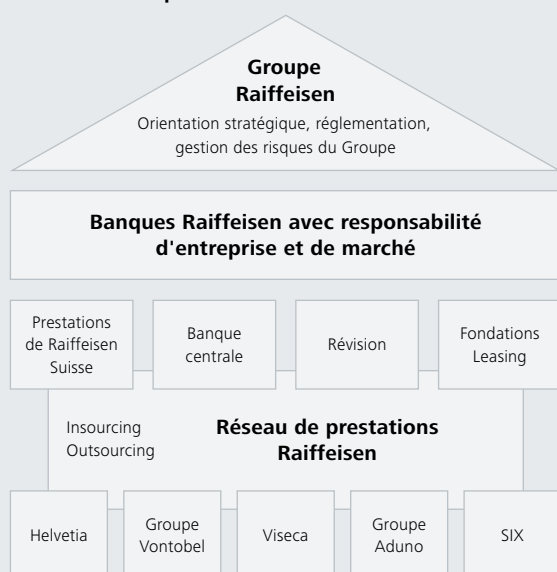 Groupe
Raiffeisen
Orientation stratégique, réglementation,
gestion des risques du Groupe
Banques Raiffeisen avec responsabilité
d'entreprise et de marché
Prestations
de Raiffeisen
Suisse
Banque
centrale
Révision
Fondations
Leasing
Insourcing
Outsourcing
Réseau de prestations
Raiffeisen
Helvetia
Groupe
Vontobel
Viseca
Groupe
Aduno
SIX